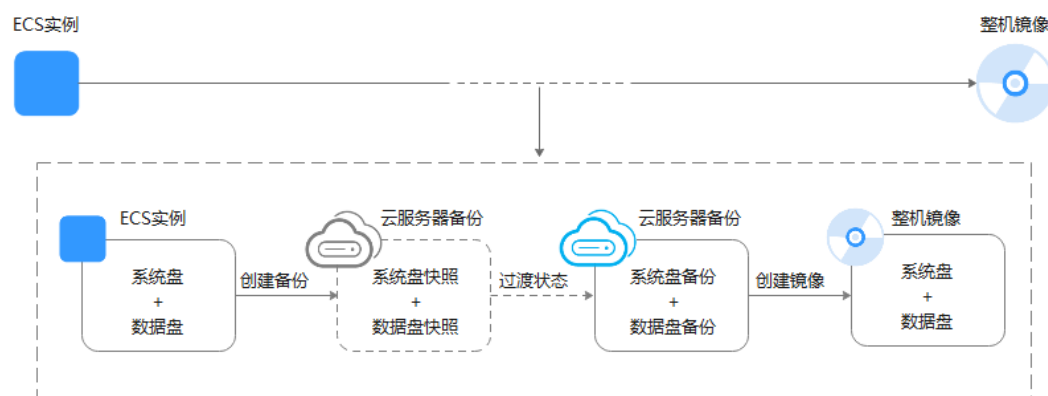 ECS实例
整机镜像
ECS实例
云服务器备份
云服务器备份
整机镜像
系统盘
+
数据盘
创建备份
系统盘快照
+
数据盘快照
过渡状态
系统盘备份
+
数据盘备份
创建镜像
系统盘
+
数据盘